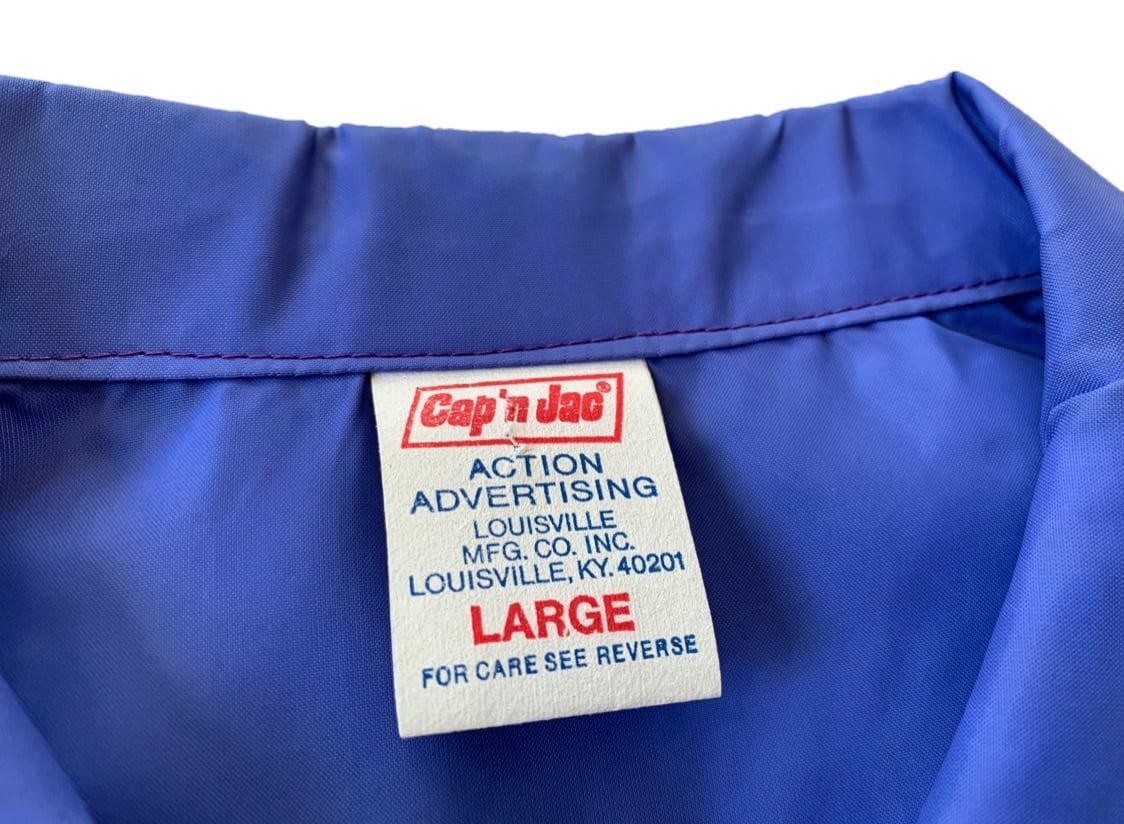 Cap'n Jac®
ACTION
ADVERTISING
LOUISVILLE
MFG. CO. INC.
LOUISVILLE, KY. 40201
LARGE
FOR CARE SEE REVERSE